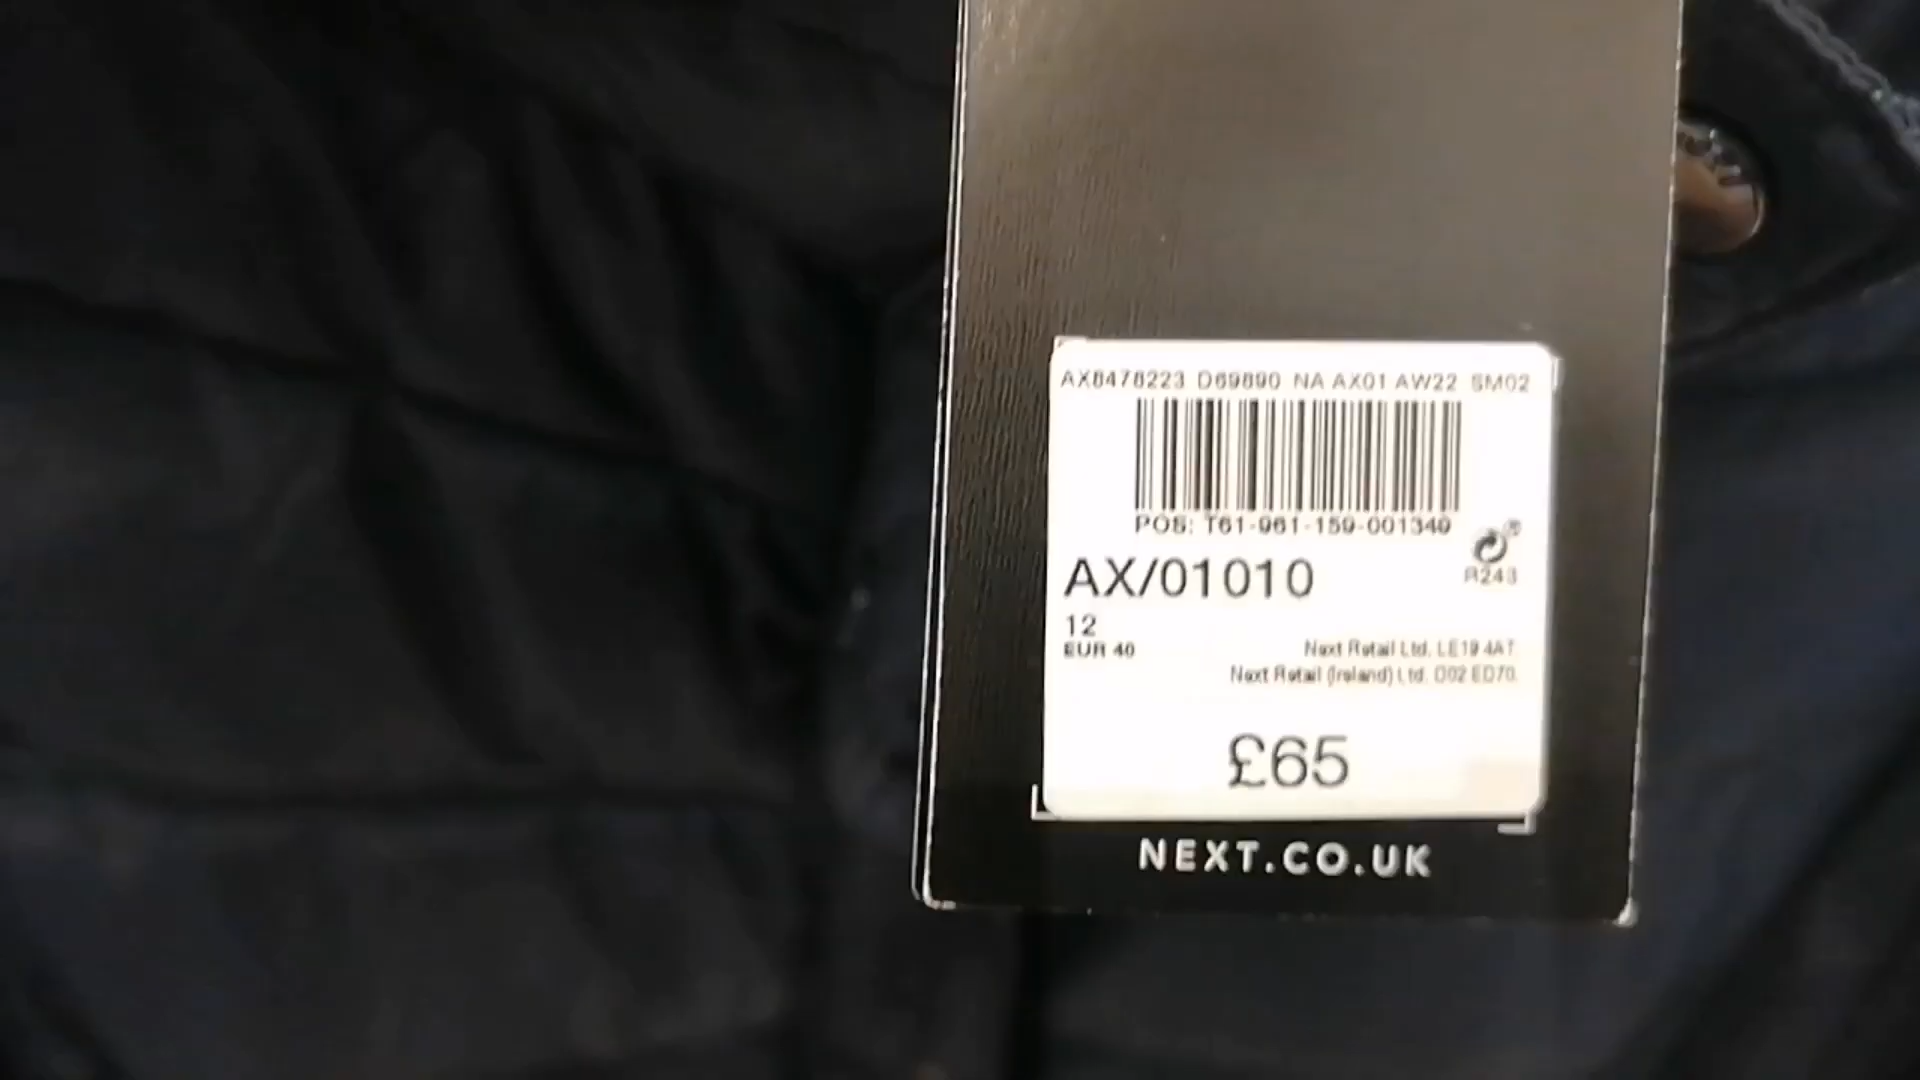 AX8478223 D69890 NA AX01 AW22 SM02
POS: T61-961-159-001349
R243
AX/01010
12
EUR 40
Next Retail Ltd. LE19 4AT
Next Retail (Ireland) Ltd. D02 ED70.
£65
NEXT.CO.UK